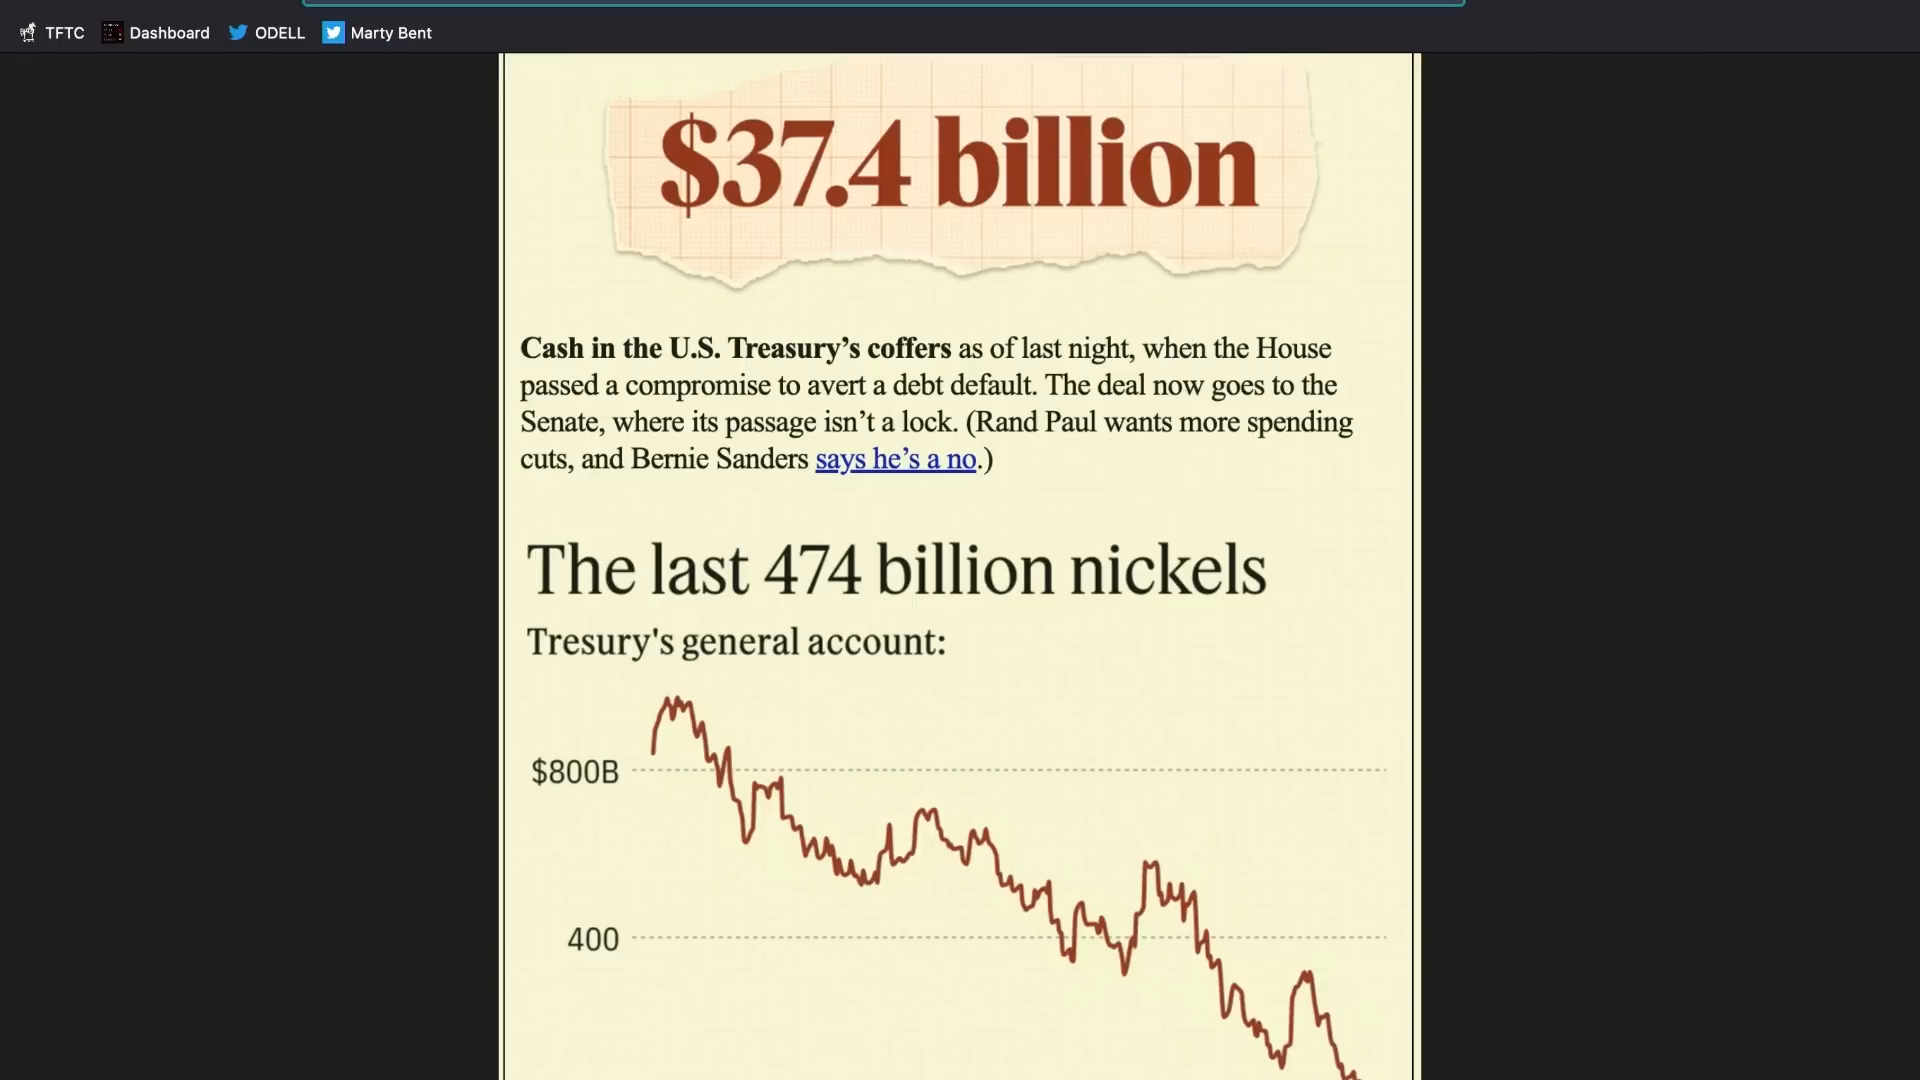 TFTC Dashboard ODELL Marty Bent
$37.4 billion
Cash in the U.S. Treasury’s coffers as of last night, when the House
passed a compromise to avert a debt default. The deal now goes to the
Senate, where its passage isn’t a lock. (Rand Paul wants more spending
cuts, and Bernie Sanders says he’s a no.)
The last 474 billion nickels
Tresury's general account:
$800B
400